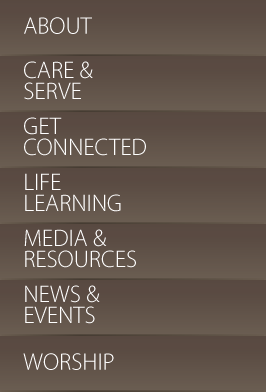 ABOUT
CARE &
SERVE
GET
CONNECTED
LIFE
LEARNING
MEDIA &
RESOURCES
NEWS &
EVENTS
WORSHIP